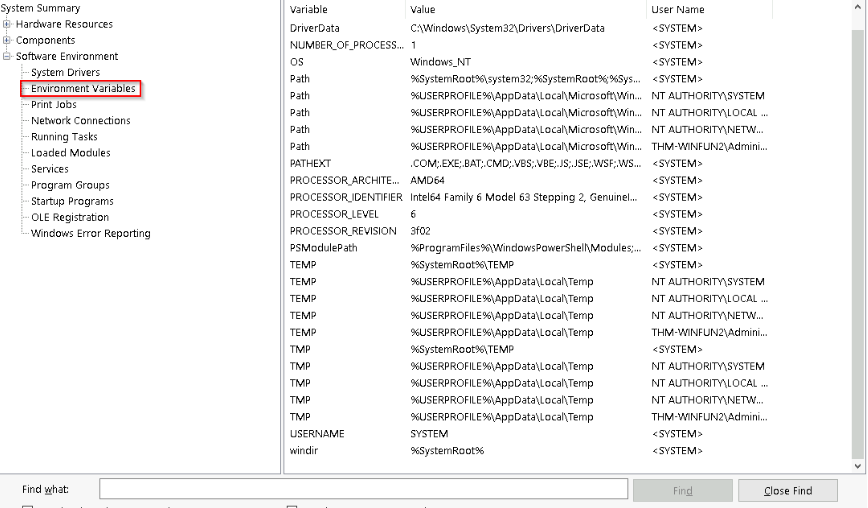 System Summary
Hardware Resources
Components
Software Environment
System Drivers
Environment Variables
Print Jobs
Network Connections
Running Tasks
Loaded Modules
Services
Program Groups
Startup Programs
OLE Registration
Windows Error Reporting
Variable Value User Name
DriverData C:\Windows\System32\Drivers\DriverData <SYSTEM>
NUMBER_OF_PROCESS... 1 <SYSTEM>
OS Windows_NT <SYSTEM>
Path %SystemRoot%\system32;%SystemRoot%;%Sys... <SYSTEM>
Path %USERPROFILE%\AppData\Local\Microsoft\Win... NT AUTHORITY\SYSTEM
Path %USERPROFILE%\AppData\Local\Microsoft\Win... NT AUTHORITY\LOCAL ...
Path %USERPROFILE%\AppData\Local\Microsoft\Win... NT AUTHORITY\NETW...
Path %USERPROFILE%\AppData\Local\Microsoft\Win... THM-WINFUN2\Admini...
PATHEXT .COM;.EXE;.BAT;.CMD;.VBS;.VBE;.JS;.JSE;.WSF;.WS... <SYSTEM>
PROCESSOR_ARCHITE... AMD64 <SYSTEM>
PROCESSOR_IDENTIFIER Intel64 Family 6 Model 63 Stepping 2, GenuineI... <SYSTEM>
PROCESSOR_LEVEL 6 <SYSTEM>
PROCESSOR_REVISION 3f02 <SYSTEM>
PSModulePath %ProgramFiles%\WindowsPowerShell\Modules;... <SYSTEM>
TEMP %SystemRoot%\TEMP <SYSTEM>
TEMP %USERPROFILE%\AppData\Local\Temp NT AUTHORITY\SYSTEM
TEMP %USERPROFILE%\AppData\Local\Temp NT AUTHORITY\LOCAL ...
TEMP %USERPROFILE%\AppData\Local\Temp NT AUTHORITY\NETW...
TEMP %USERPROFILE%\AppData\Local\Temp THM-WINFUN2\Admini...
TMP %SystemRoot%\TEMP <SYSTEM>
TMP %USERPROFILE%\AppData\Local\Temp NT AUTHORITY\SYSTEM
TMP %USERPROFILE%\AppData\Local\Temp NT AUTHORITY\LOCAL ...
TMP %USERPROFILE%\AppData\Local\Temp NT AUTHORITY\NETW...
TMP %USERPROFILE%\AppData\Local\Temp THM-WINFUN2\Admini...
USERNAME SYSTEM <SYSTEM>
windir %SystemRoot% <SYSTEM>
Find what: Find Close Find